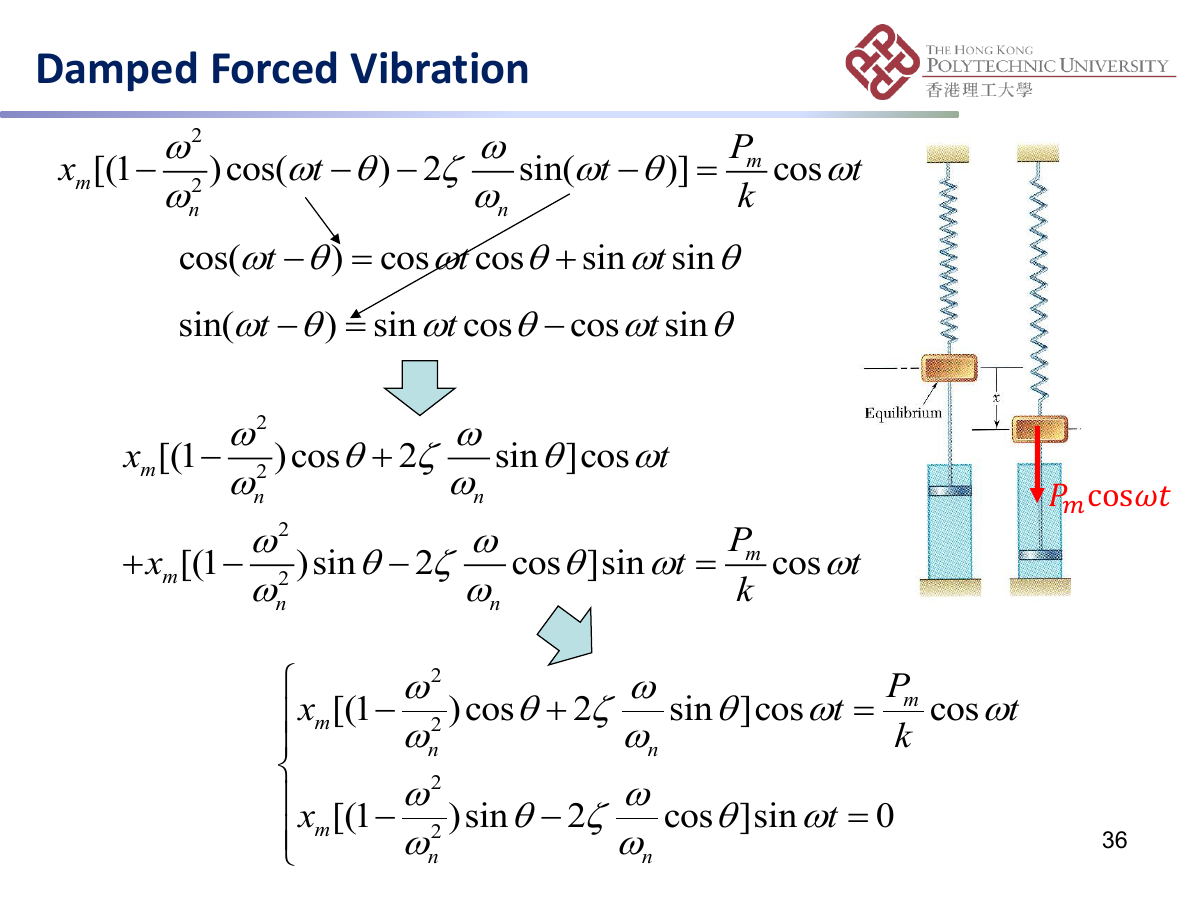 Damped Forced Vibration
THE HONG KONG
POLYTECHNIC UNIVERSITY
香港理工大學
x_m[(1 − ω²/ω_n²)cos(ωt − θ) − 2ζ ω/ω_n sin(ωt − θ)] = P_m/k cos ωt
cos(ωt − θ) = cos ωt cos θ + sin ωt sin θ
sin(ωt − θ) = sin ωt cos θ − cos ωt sin θ
Equilibrium
x
P_m cosωt
x_m[(1 − ω²/ω_n²)cos θ + 2ζ ω/ω_n sin θ]cos ωt
+x_m[(1 − ω²/ω_n²)sin θ − 2ζ ω/ω_n cos θ]sin ωt = P_m/k cos ωt
x_m[(1 − ω²/ω_n²)cos θ + 2ζ ω/ω_n sin θ]cos ωt = P_m/k cos ωt
x_m[(1 − ω²/ω_n²)sin θ − 2ζ ω/ω_n cos θ]sin ωt = 0
36